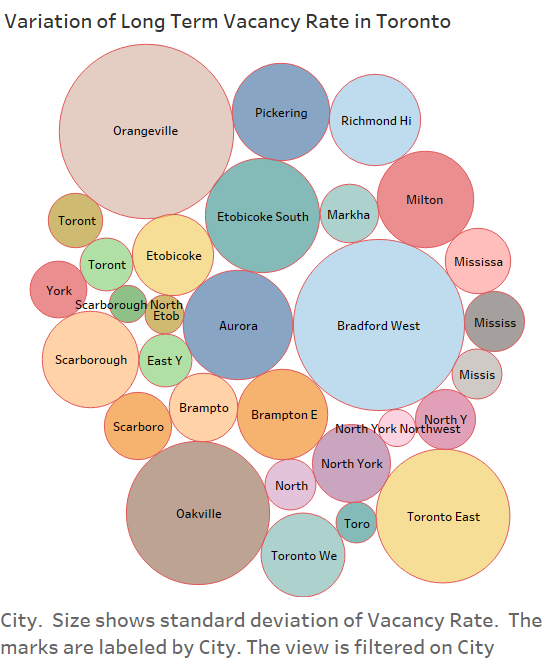 Variation of Long Term Vacancy Rate in Toronto
Orangeville
Pickering
Richmond Hi
Etobicoke South
Markha
Milton
Toront
Toront
Etobicoke
Mississa
York
Scarborough North
Etob
Aurora
Bradford West
Mississ
Scarborough
East Y
Missis
Brampto
Brampton E
Scarboro
North York Northwest
North Y
North York
North
Oakville
Toro
Toronto East
Toronto We
City. Size shows standard deviation of Vacancy Rate. The
marks are labeled by City. The view is filtered on City